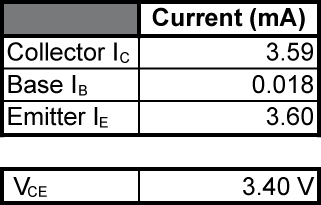 Current (mA)
Collector IC 3.59
Base IB 0.018
Emitter IE 3.60
VCE 3.40 V